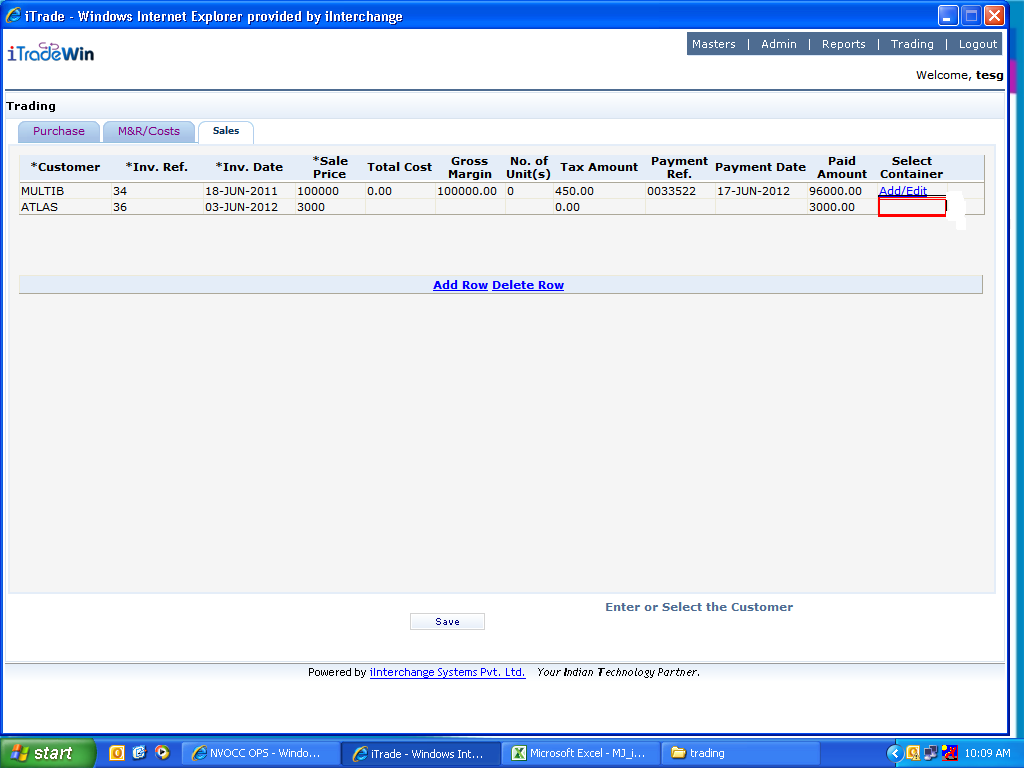 iTrade - Windows Internet Explorer provided by iInterchange
iTradeWin
Masters | Admin | Reports | Trading | Logout
Welcome, tesg
Trading
Purchase M&R/Costs Sales
*Customer *Inv. Ref. *Inv. Date *Sale Price Total Cost Gross Margin No. of Unit(s) Tax Amount Payment Ref. Payment Date Paid Amount Select Container
MULTIB 34 18-JUN-2011 100000 0.00 100000.00 0 450.00 0033522 17-JUN-2012 96000.00 Add/Edit
ATLAS 36 03-JUN-2012 3000 0.00 3000.00
Add Row Delete Row
Enter or Select the Customer
Save
Powered by iInterchange Systems Pvt. Ltd. Your Indian Technology Partner.
start NVOCC OPS - Windo... iTrade - Windows Int... Microsoft Excel - MJ_i... trading 10:09 AM